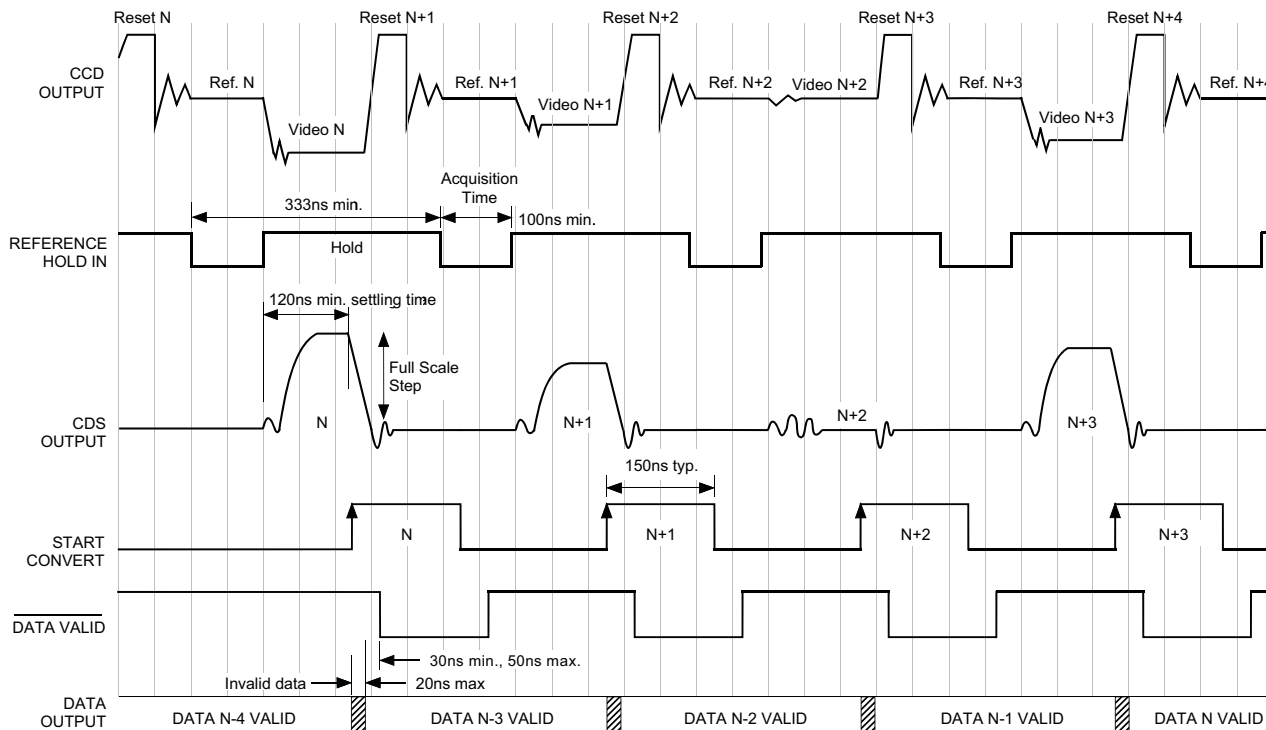 Reset N
Reset N+1
Reset N+2
Reset N+3
Reset N+4
CCD
OUTPUT
Ref. N
Video N
Ref. N+1
Video N+1
Ref. N+2
Video N+2
Ref. N+3
Video N+3
Ref. N+4
333ns min.
Acquisition
Time
100ns min.
REFERENCE
HOLD IN
Hold
120ns min. settling time
Full Scale
Step
CDS
OUTPUT
N
N+1
N+2
N+3
150ns typ.
START
CONVERT
N
N+1
N+2
N+3
DATA VALID
30ns min., 50ns max.
Invalid data
20ns max
DATA
OUTPUT
DATA N-4 VALID
DATA N-3 VALID
DATA N-2 VALID
DATA N-1 VALID
DATA N VALID